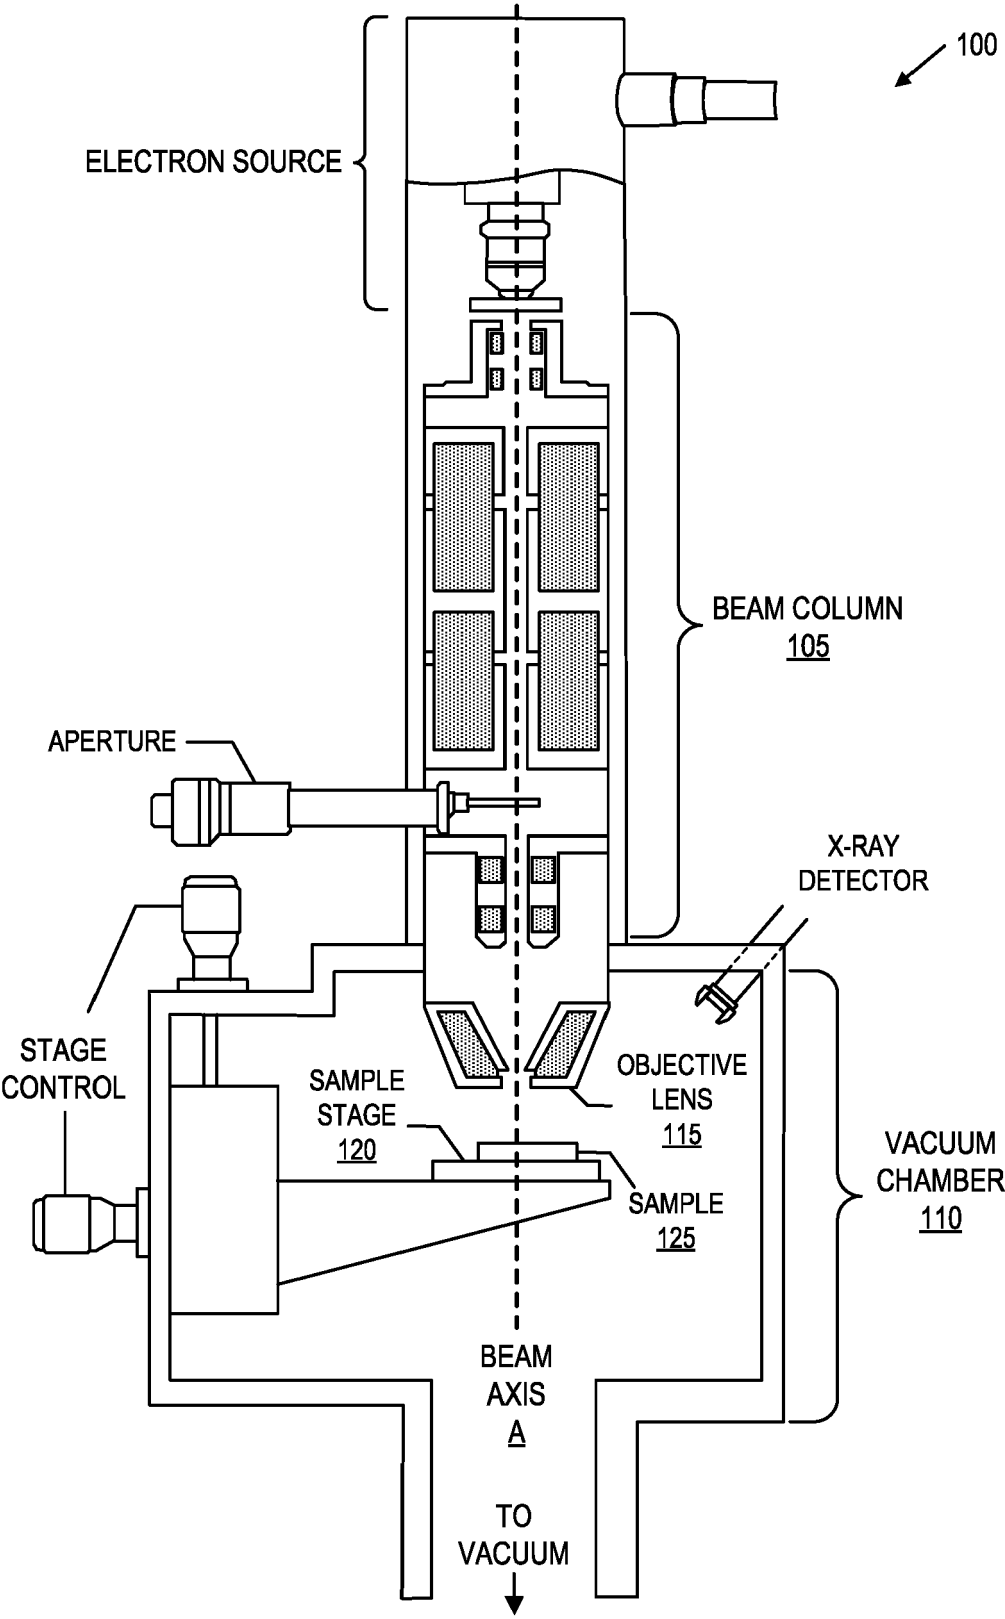 100
ELECTRON SOURCE
BEAM COLUMN
105
APERTURE
X-RAY
DETECTOR
STAGE
CONTROL
SAMPLE
STAGE
120
OBJECTIVE
LENS
115
VACUUM
CHAMBER
110
SAMPLE
125
BEAM
AXIS
A
TO
VACUUM